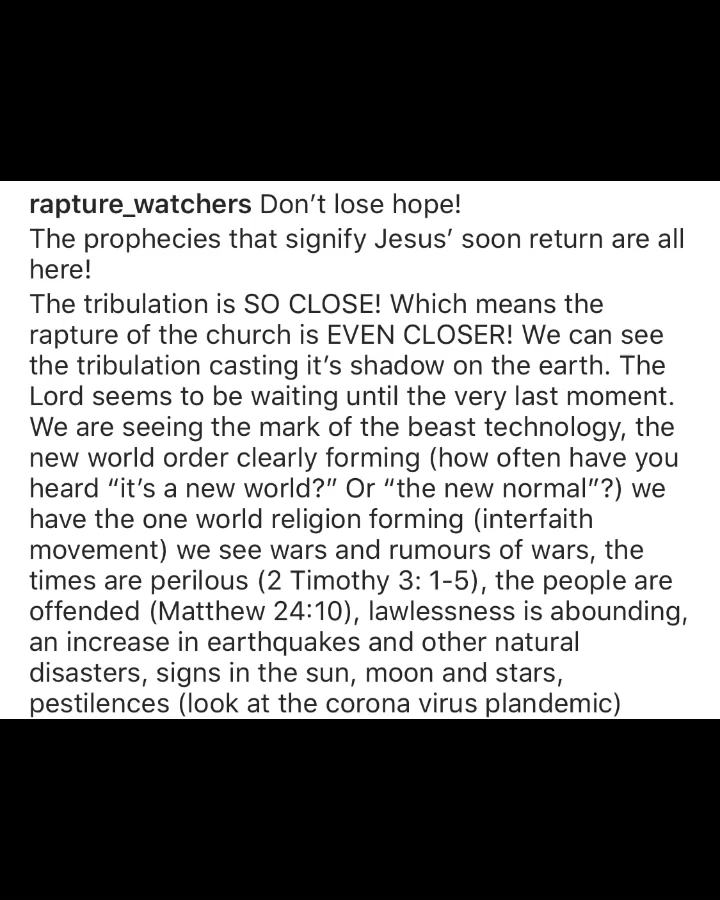 rapture_watchers Don’t lose hope!
The prophecies that signify Jesus’ soon return are all
here!
The tribulation is SO CLOSE! Which means the
rapture of the church is EVEN CLOSER! We can see
the tribulation casting it’s shadow on the earth. The
Lord seems to be waiting until the very last moment.
We are seeing the mark of the beast technology, the
new world order clearly forming (how often have you
heard “it’s a new world?” Or “the new normal”?) we
have the one world religion forming (interfaith
movement) we see wars and rumours of wars, the
times are perilous (2 Timothy 3: 1-5), the people are
offended (Matthew 24:10), lawlessness is abounding,
an increase in earthquakes and other natural
disasters, signs in the sun, moon and stars,
pestilences (look at the corona virus plandemic)